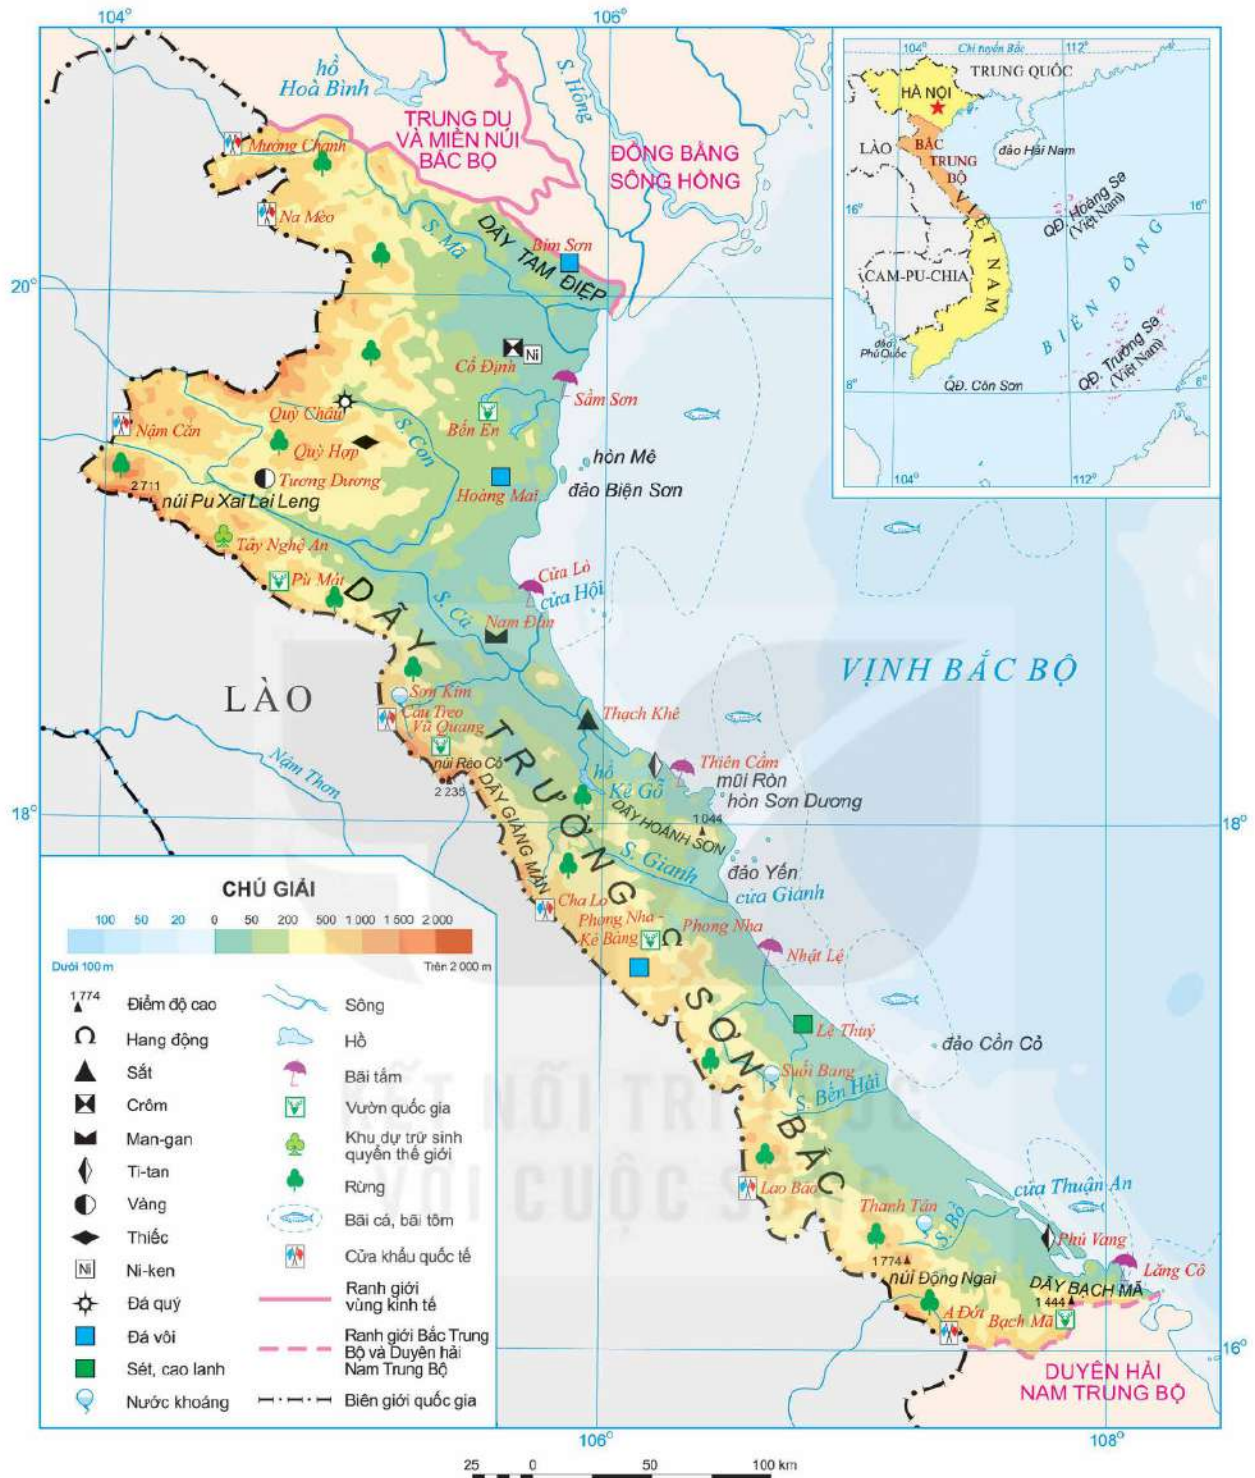 104°
106°
hồ
Hoà Bình
S. Hồng
TRUNG DU
VÀ MIỀN NÚI
BẮC BỘ
ĐỒNG BẰNG
SÔNG HỒNG
Mường Chanh
Na Mèo
S. Mã
DÃY TAM ĐIỆP
Bỉm Sơn
20°
Cổ Định
Ni
Sầm Sơn
Quỳ Châu
Bến En
Nậm Cắn
S. Con
Quỳ Hợp
hòn Mê
2 711
Tương Dương
Hoàng Mai
đảo Biện Sơn
núi Pu Xai Lai Leng
Tây Nghệ An
Pù Mát
Cửa Lò
cửa Hội
S. Cả
Nam Đàn
104°
Chí tuyến Bắc
112°
TRUNG QUỐC
HÀ NỘI
LÀO
BẮC
TRUNG
BỘ
đảo Hải Nam
16°
QĐ. Hoàng Sa
(Việt Nam)
16°
VIỆT NAM
CAM-PU-CHIA
BIỂN ĐÔNG
đảo
Phú Quốc
QĐ. Trường Sa
(Việt Nam)
8°
QĐ. Côn Sơn
8°
104°
112°
DÃY TRƯỜNG SƠN BẮC
LÀO
VỊNH BẮC BỘ
Sơn Kim
Cầu Treo
Vũ Quang
Thạch Khê
núi Rào Cỏ
2 235
Nậm Thơn
hồ
Kẻ Gỗ
Thiên Cầm
mũi Ròn
hòn Sơn Dương
18°
DÃY GIĂNG MÀN
DÃY HOÀNH SƠN
1 044
18°
S. Gianh
đảo Yến
cửa Gianh
Cha Lo
Phong Nha -
Kẻ Bàng
Phong Nha
Nhật Lệ
Lệ Thuỷ
đảo Cồn Cỏ
Suối Bang
S. Bến Hải
KẾT NỐI TRI THỨC
VỚI CUỘC SỐNG
Lao Bảo
cửa Thuận An
Thanh Tân
S. Bồ
Phú Vang
1 774
núi Động Ngai
Lăng Cô
DÃY BẠCH MÃ
1 444
A Đớt
Bạch Mã
16°
DUYÊN HẢI
NAM TRUNG BỘ
CHÚ GIẢI
100 50 20 0 50 200 500 1 000 1 500 2 000
Dưới 100 m
Trên 2 000 m
1 774
Điểm độ cao
Hang động
Sắt
Crôm
Man-gan
Ti-tan
Vàng
Thiếc
Ni
Ni-ken
Đá quý
Đá vôi
Sét, cao lanh
Nước khoáng
Sông
Hồ
Bãi tắm
Vườn quốc gia
Khu dự trữ sinh
quyển thế giới
Rừng
Bãi cá, bãi tôm
Cửa khẩu quốc tế
Ranh giới
vùng kinh tế
Ranh giới Bắc Trung
Bộ và Duyên hải
Nam Trung Bộ
Biên giới quốc gia
106°
108°
25 0 50 100 km